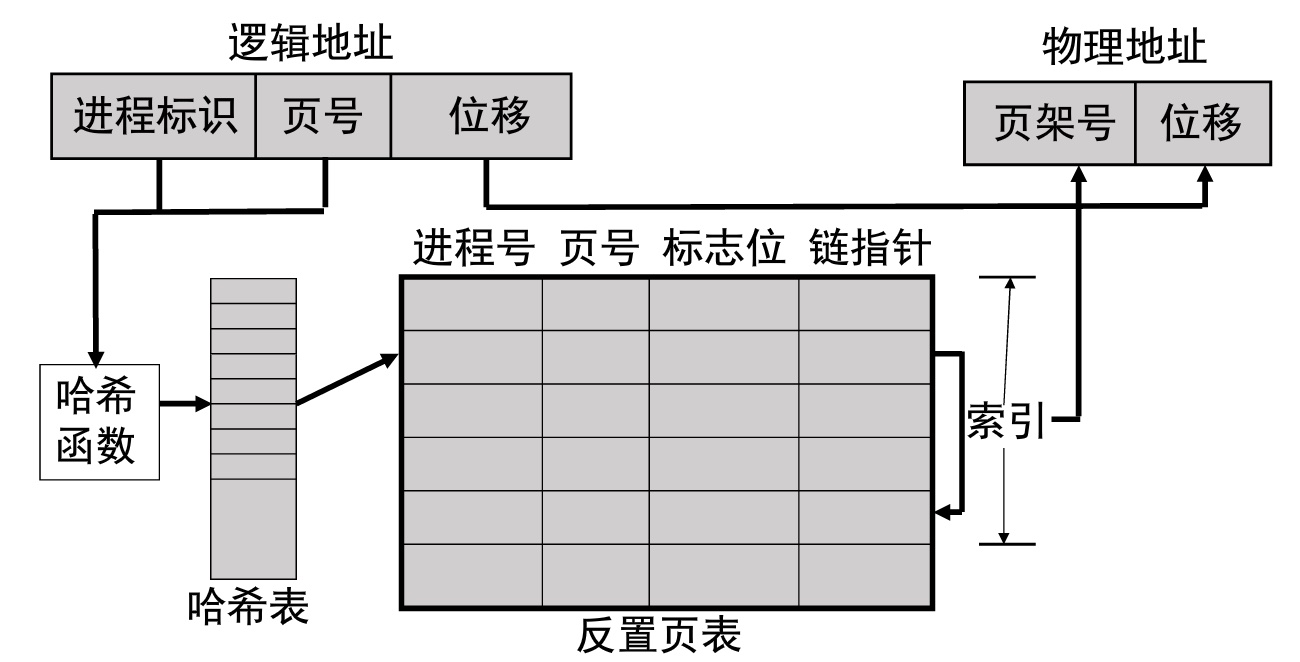 逻辑地址
物理地址
进程标识 页号 位移
页架号 位移
进程号 页号 标志位 链指针
哈希
函数
索引
哈希表
反置页表